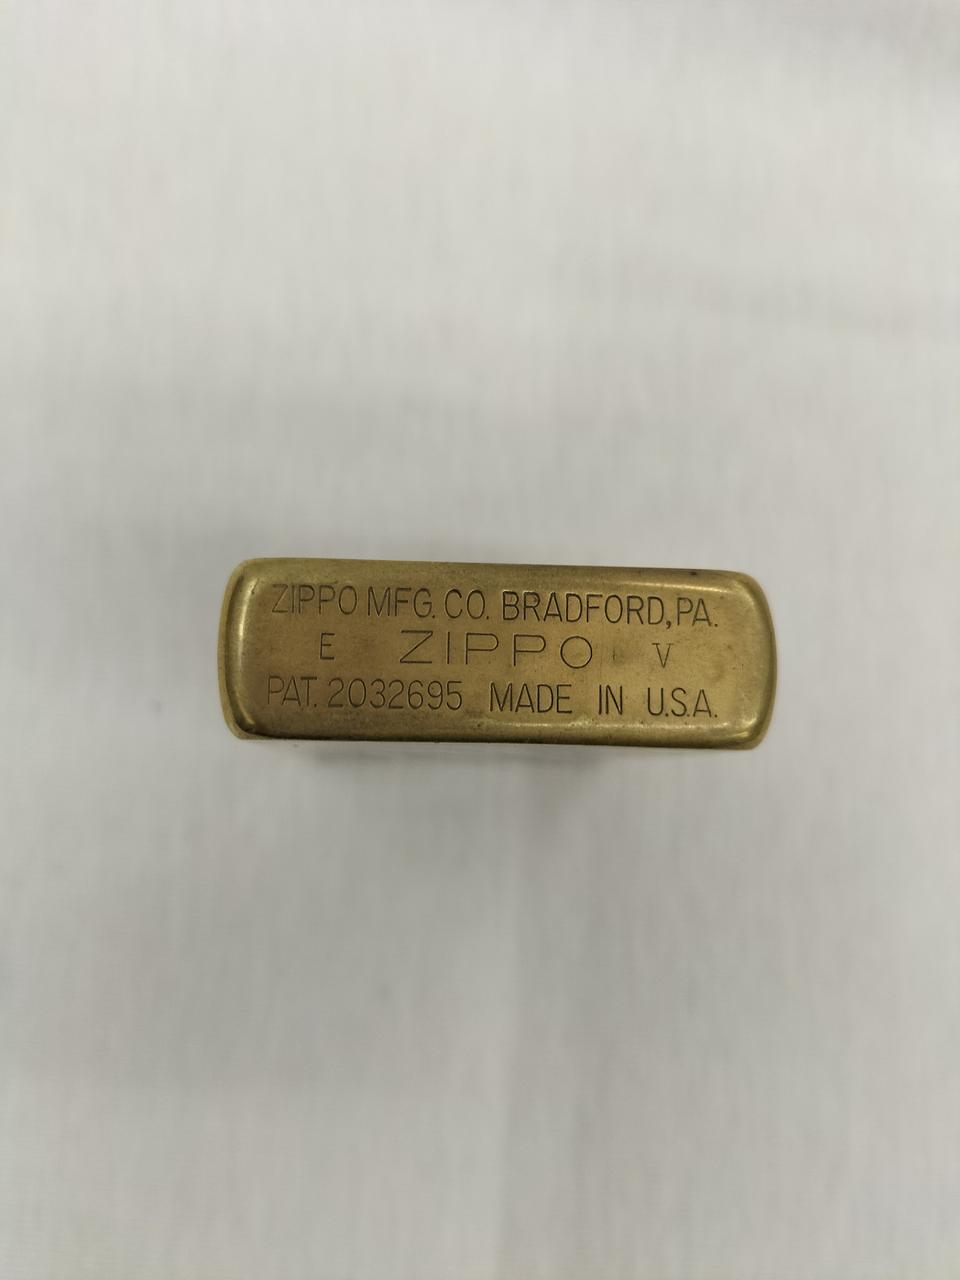 ZIPPO MFG. CO. BRADFORD, PA.
E ZIPPO V
PAT. 2032695 MADE IN U.S.A.